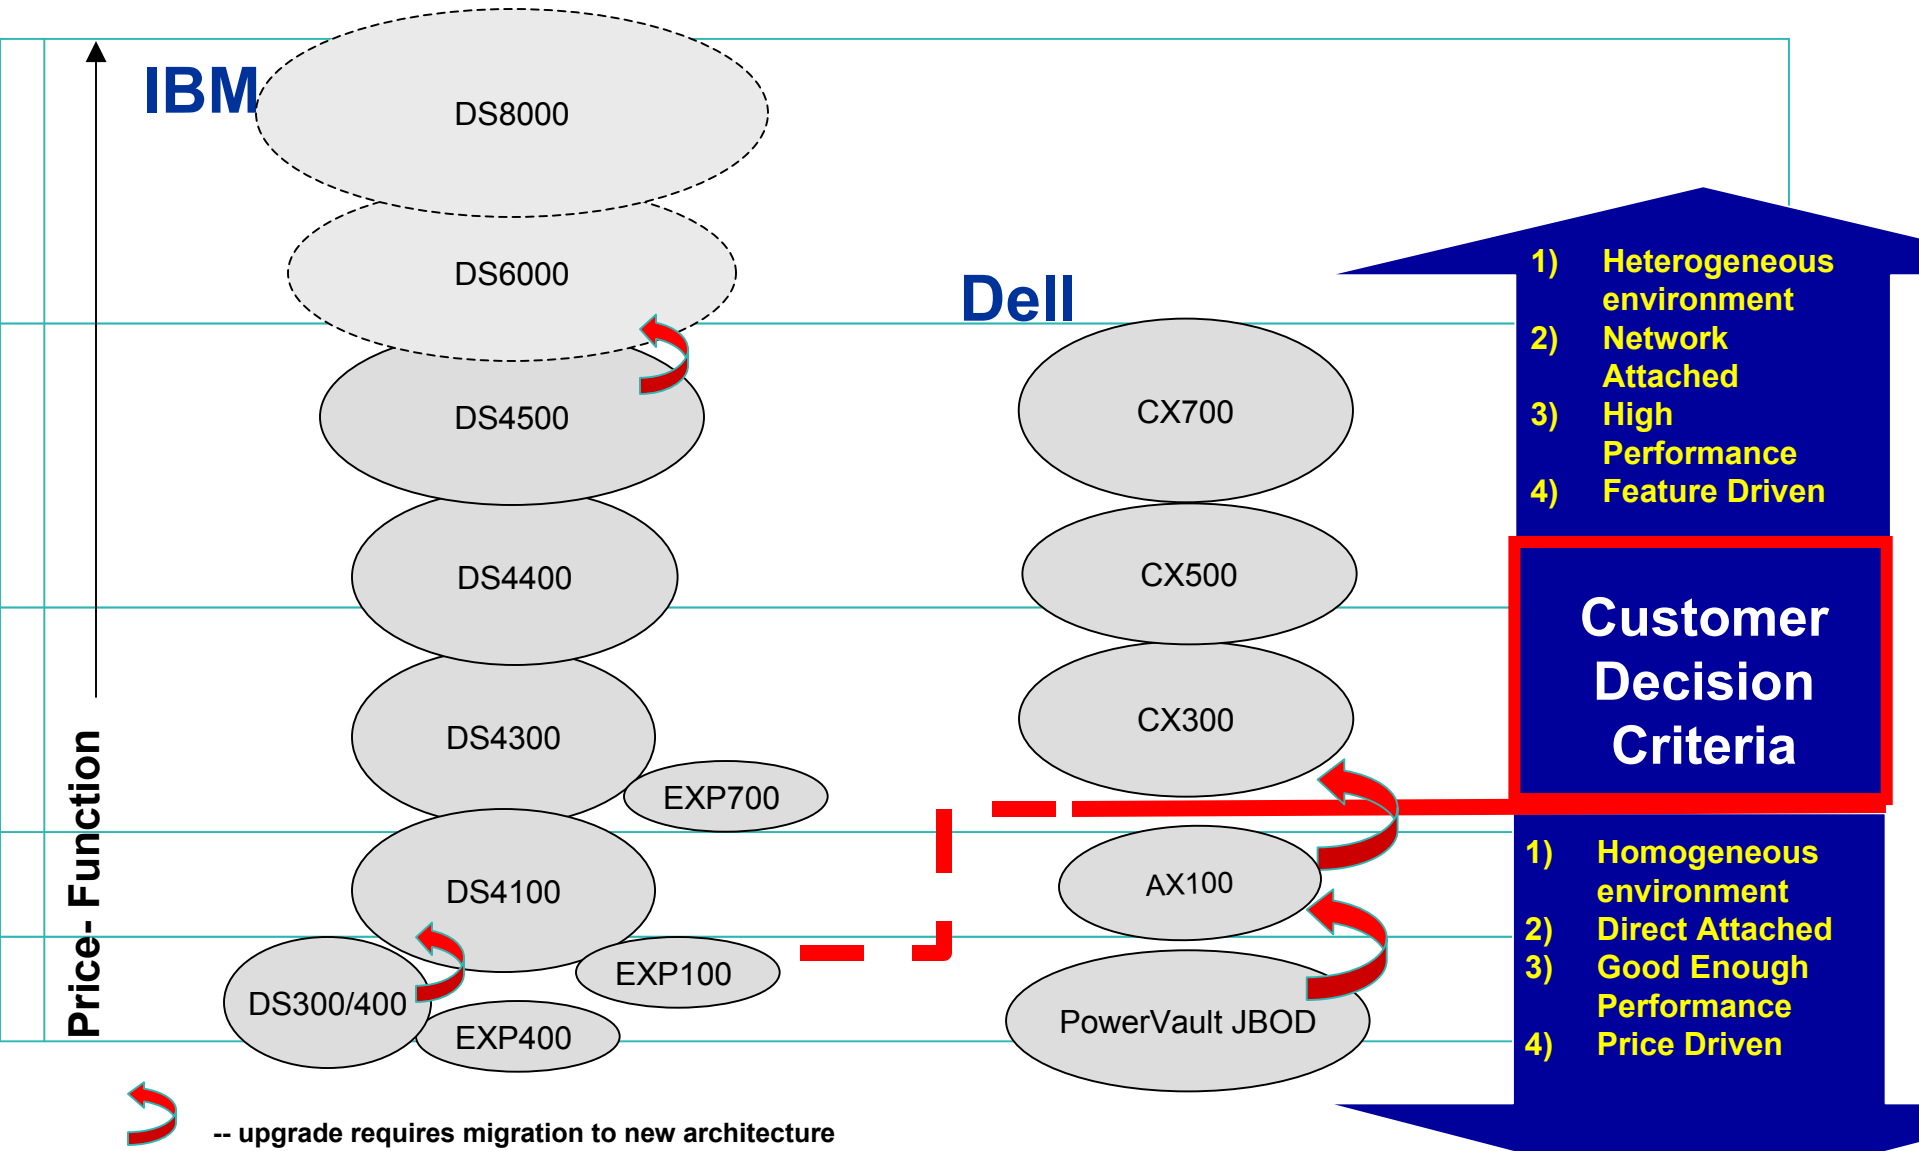 IBM
DS8000
DS6000
DS4500
DS4400
DS4300
EXP700
DS4100
EXP100
DS300/400
EXP400
Price- Function
Dell
CX700
CX500
CX300
AX100
PowerVault JBOD
1) Heterogeneous
environment
2) Network
Attached
3) High
Performance
4) Feature Driven
Customer
Decision
Criteria
1) Homogeneous
environment
2) Direct Attached
3) Good Enough
Performance
4) Price Driven
-- upgrade requires migration to new architecture